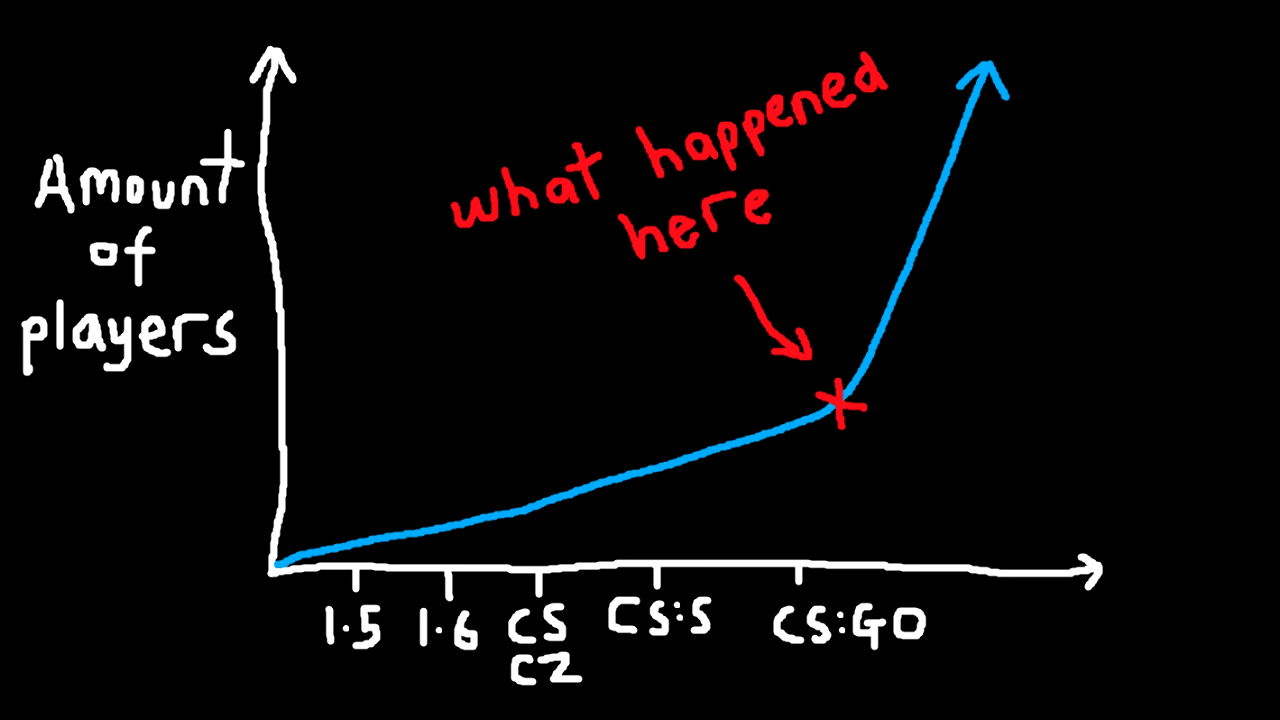 Amount
of
players
what happened
here
1.5 1.6 CS CS:S CS:GO
CZ